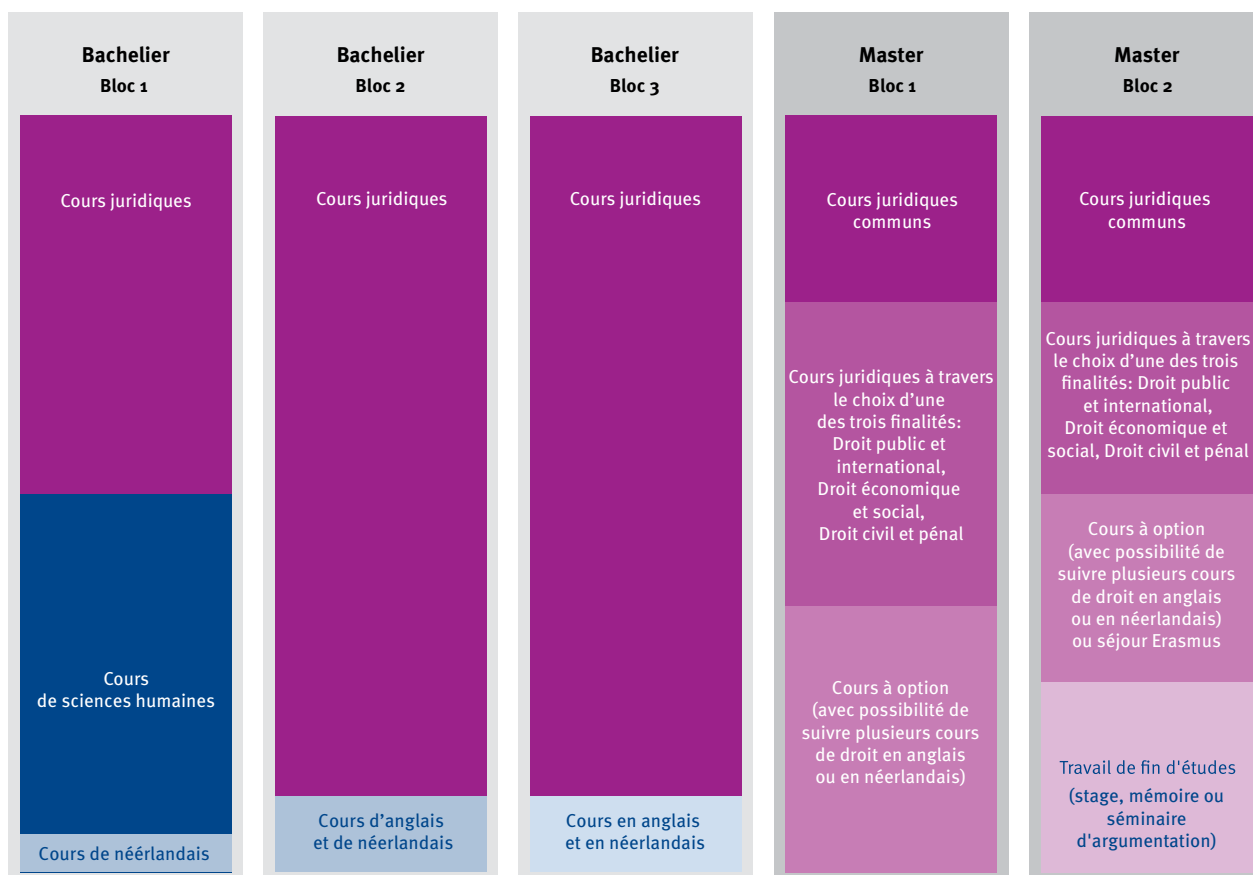 Bachelier
Bloc 1
Cours juridiques
Cours
de sciences humaines
Cours de néérlandais
Bachelier
Bloc 2
Cours juridiques
Cours d'anglais
et de néerlandais
Bachelier
Bloc 3
Cours juridiques
Cours en anglais
et en néerlandais
Master
Bloc 1
Cours juridiques
communs
Cours juridiques à travers
le choix d'une
des trois finalités:
Droit public et
international,
Droit économique
et social,
Droit civil et pénal
Cours à option
(avec possibilité de
suivre plusieurs cours
de droit en anglais
ou en néerlandais)
Master
Bloc 2
Cours juridiques
communs
Cours juridiques à travers
le choix d'une des trois
finalités: Droit public
et international,
Droit économique et
social, Droit civil et pénal
Cours à option
(avec possibilité de
suivre plusieurs cours
de droit en anglais
ou en néerlandais)
ou séjour Erasmus
Travail de fin d'études
(stage, mémoire ou
séminaire
d'argumentation)